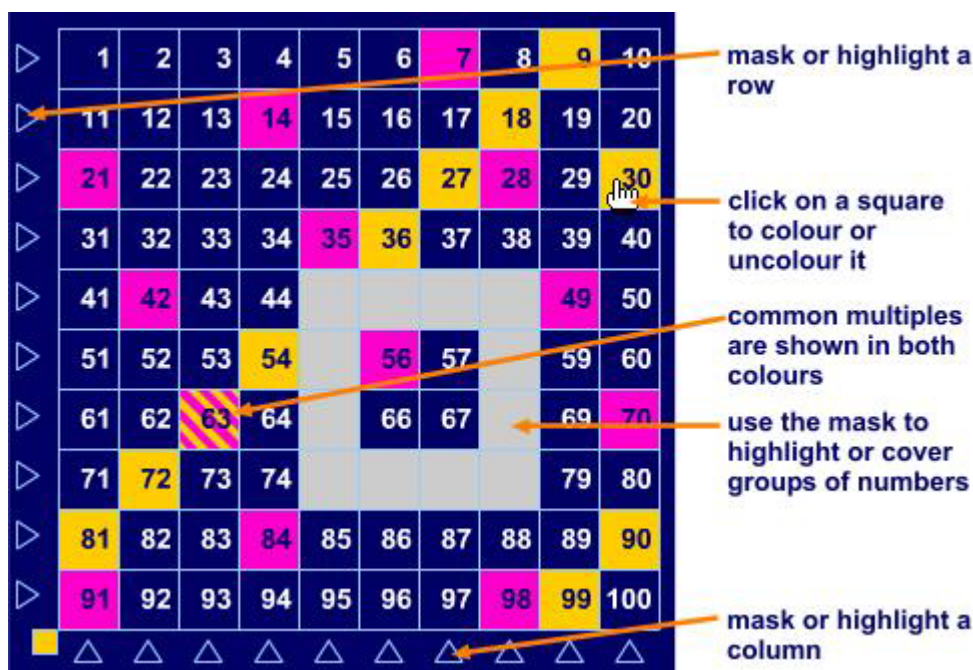 1 2 3 4 5 6 7 8 9 10
mask or highlight a
row
11 12 13 14 15 16 17 18 19 20
21 22 23 24 25 26 27 28 29 30
click on a square
to colour or
uncolour it
31 32 33 34 35 36 37 38 39 40
41 42 43 44 49 50
common multiples
are shown in both
colours
51 52 53 54 56 57 59 60
61 62 63 64 66 67 69 70
use the mask to
highlight or cover
groups of numbers
71 72 73 74 79 80
81 82 83 84 85 86 87 88 89 90
91 92 93 94 95 96 97 98 99 100
mask or highlight a
column